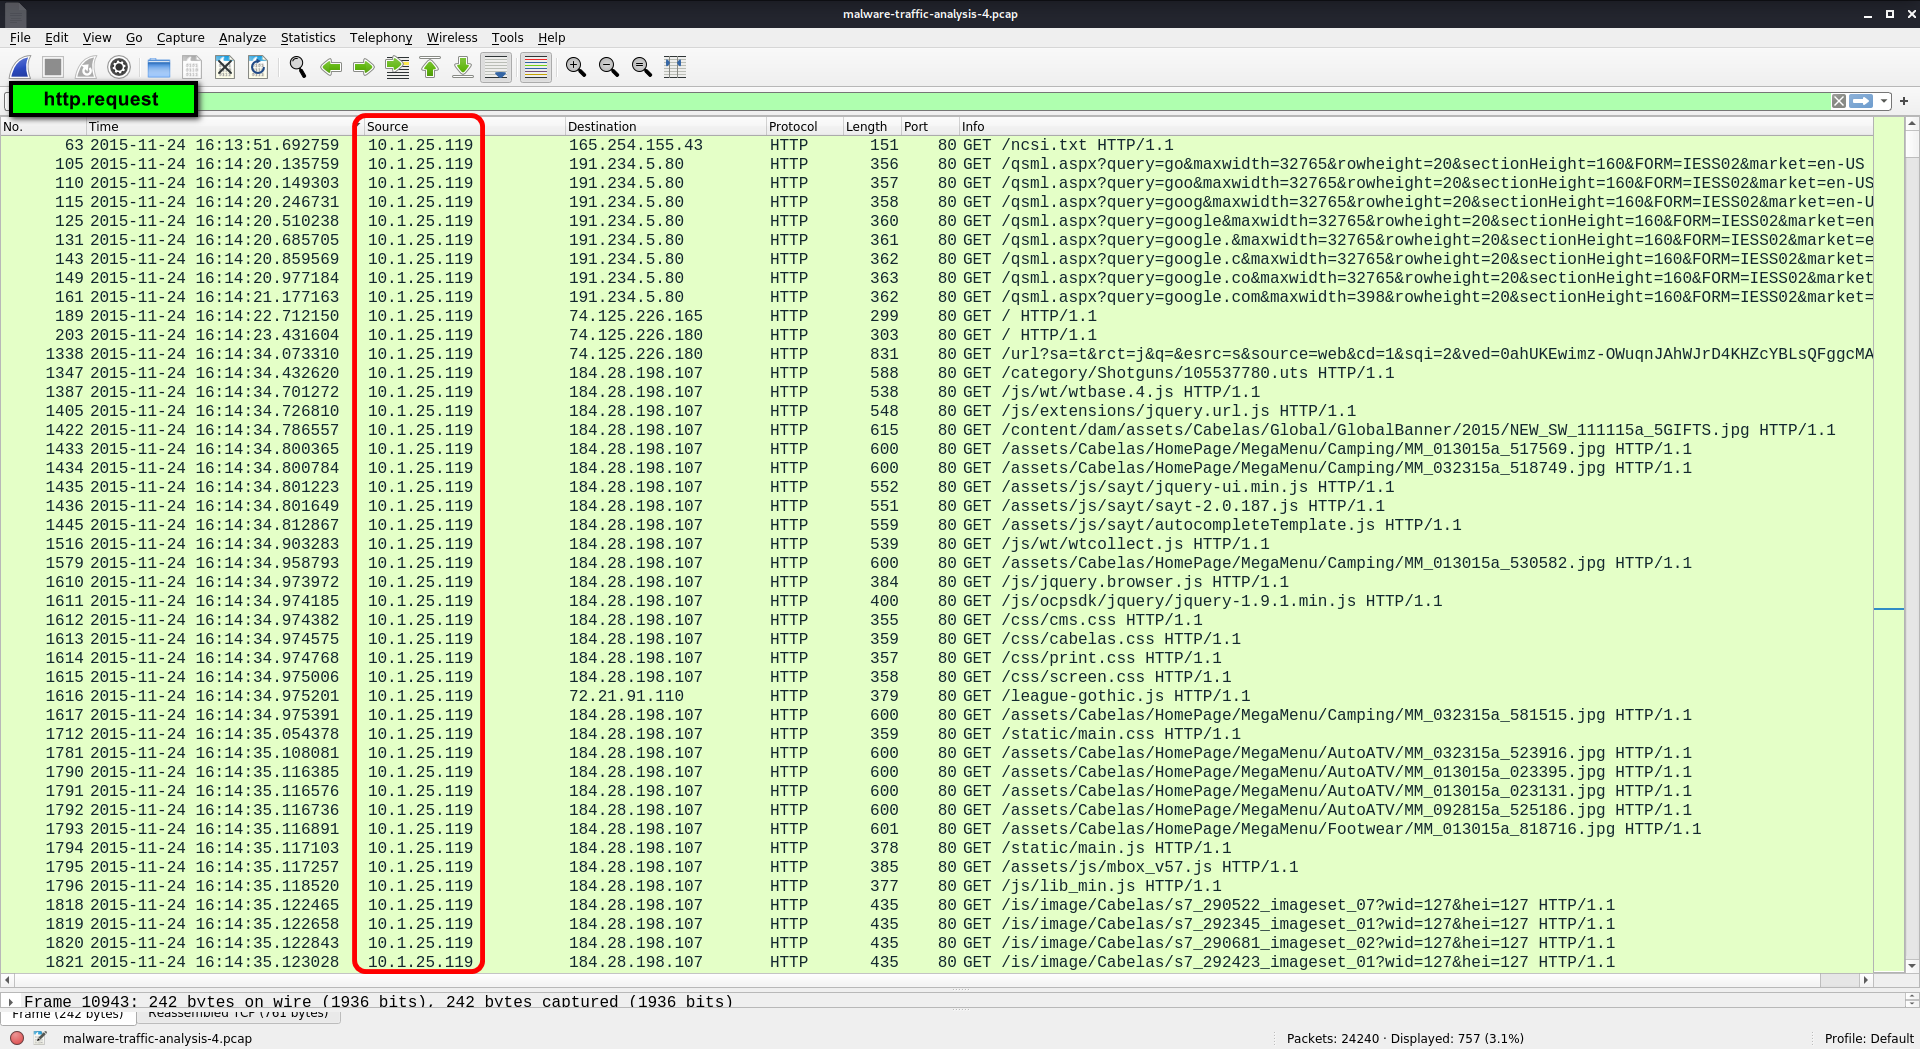 malware-traffic-analysis-4.pcap
File Edit View Go Capture Analyze Statistics Telephony Wireless Tools Help
http.request
No. Time Source Destination Protocol Length Port Info
63 2015-11-24 16:13:51.692759 10.1.25.119 165.254.155.43 HTTP 151 80 GET /ncsi.txt HTTP/1.1
105 2015-11-24 16:14:20.135759 10.1.25.119 191.234.5.80 HTTP 356 80 GET /qsml.aspx?query=go&maxwidth=32765&rowheight=20&sectionHeight=160&FORM=IESS02&market=en-US
110 2015-11-24 16:14:20.149303 10.1.25.119 191.234.5.80 HTTP 357 80 GET /qsml.aspx?query=goo&maxwidth=32765&rowheight=20&sectionHeight=160&FORM=IESS02&market=en-US
115 2015-11-24 16:14:20.246731 10.1.25.119 191.234.5.80 HTTP 358 80 GET /qsml.aspx?query=goog&maxwidth=32765&rowheight=20&sectionHeight=160&FORM=IESS02&market=en-U
125 2015-11-24 16:14:20.510238 10.1.25.119 191.234.5.80 HTTP 360 80 GET /qsml.aspx?query=google&maxwidth=32765&rowheight=20&sectionHeight=160&FORM=IESS02&market=en
131 2015-11-24 16:14:20.685705 10.1.25.119 191.234.5.80 HTTP 361 80 GET /qsml.aspx?query=google.&maxwidth=32765&rowheight=20&sectionHeight=160&FORM=IESS02&market=e
143 2015-11-24 16:14:20.859569 10.1.25.119 191.234.5.80 HTTP 362 80 GET /qsml.aspx?query=google.c&maxwidth=32765&rowheight=20&sectionHeight=160&FORM=IESS02&market=
149 2015-11-24 16:14:20.977184 10.1.25.119 191.234.5.80 HTTP 363 80 GET /qsml.aspx?query=google.co&maxwidth=32765&rowheight=20&sectionHeight=160&FORM=IESS02&market
161 2015-11-24 16:14:21.177163 10.1.25.119 191.234.5.80 HTTP 362 80 GET /qsml.aspx?query=google.com&maxwidth=398&rowheight=20&sectionHeight=160&FORM=IESS02&market=
189 2015-11-24 16:14:22.712150 10.1.25.119 74.125.226.165 HTTP 299 80 GET / HTTP/1.1
203 2015-11-24 16:14:23.431604 10.1.25.119 74.125.226.180 HTTP 303 80 GET / HTTP/1.1
1338 2015-11-24 16:14:34.073310 10.1.25.119 74.125.226.180 HTTP 831 80 GET /url?sa=t&rct=j&q=&esrc=s&source=web&cd=1&sqi=2&ved=0ahUKEwimz-OWuqnJAhWJrD4KHZcYBLsQFggcMA
1347 2015-11-24 16:14:34.432620 10.1.25.119 184.28.198.107 HTTP 588 80 GET /category/Shotguns/105537780.uts HTTP/1.1
1387 2015-11-24 16:14:34.701272 10.1.25.119 184.28.198.107 HTTP 538 80 GET /js/wt/wtbase.4.js HTTP/1.1
1405 2015-11-24 16:14:34.726810 10.1.25.119 184.28.198.107 HTTP 548 80 GET /js/extensions/jquery.url.js HTTP/1.1
1422 2015-11-24 16:14:34.786557 10.1.25.119 184.28.198.107 HTTP 615 80 GET /content/dam/assets/Cabelas/Global/GlobalBanner/2015/NEW_SW_111115a_5GIFTS.jpg HTTP/1.1
1433 2015-11-24 16:14:34.800365 10.1.25.119 184.28.198.107 HTTP 600 80 GET /assets/Cabelas/HomePage/MegaMenu/Camping/MM_013015a_517569.jpg HTTP/1.1
1434 2015-11-24 16:14:34.800784 10.1.25.119 184.28.198.107 HTTP 600 80 GET /assets/Cabelas/HomePage/MegaMenu/Camping/MM_032315a_518749.jpg HTTP/1.1
1435 2015-11-24 16:14:34.801223 10.1.25.119 184.28.198.107 HTTP 552 80 GET /assets/js/sayt/jquery-ui.min.js HTTP/1.1
1436 2015-11-24 16:14:34.801649 10.1.25.119 184.28.198.107 HTTP 551 80 GET /assets/js/sayt/sayt-2.0.187.js HTTP/1.1
1445 2015-11-24 16:14:34.812867 10.1.25.119 184.28.198.107 HTTP 559 80 GET /assets/js/sayt/autocompleteTemplate.js HTTP/1.1
1516 2015-11-24 16:14:34.903283 10.1.25.119 184.28.198.107 HTTP 539 80 GET /js/wt/wtcollect.js HTTP/1.1
1579 2015-11-24 16:14:34.958793 10.1.25.119 184.28.198.107 HTTP 600 80 GET /assets/Cabelas/HomePage/MegaMenu/Camping/MM_013015a_530582.jpg HTTP/1.1
1610 2015-11-24 16:14:34.973972 10.1.25.119 184.28.198.107 HTTP 384 80 GET /js/jquery.browser.js HTTP/1.1
1611 2015-11-24 16:14:34.974185 10.1.25.119 184.28.198.107 HTTP 400 80 GET /js/ocpsdk/jquery/jquery-1.9.1.min.js HTTP/1.1
1612 2015-11-24 16:14:34.974382 10.1.25.119 184.28.198.107 HTTP 355 80 GET /css/cms.css HTTP/1.1
1613 2015-11-24 16:14:34.974575 10.1.25.119 184.28.198.107 HTTP 359 80 GET /css/cabelas.css HTTP/1.1
1614 2015-11-24 16:14:34.974768 10.1.25.119 184.28.198.107 HTTP 357 80 GET /css/print.css HTTP/1.1
1615 2015-11-24 16:14:34.975006 10.1.25.119 184.28.198.107 HTTP 358 80 GET /css/screen.css HTTP/1.1
1616 2015-11-24 16:14:34.975201 10.1.25.119 72.21.91.110 HTTP 379 80 GET /league-gothic.js HTTP/1.1
1617 2015-11-24 16:14:34.975391 10.1.25.119 184.28.198.107 HTTP 600 80 GET /assets/Cabelas/HomePage/MegaMenu/Camping/MM_032315a_581515.jpg HTTP/1.1
1712 2015-11-24 16:14:35.054378 10.1.25.119 184.28.198.107 HTTP 359 80 GET /static/main.css HTTP/1.1
1781 2015-11-24 16:14:35.108081 10.1.25.119 184.28.198.107 HTTP 600 80 GET /assets/Cabelas/HomePage/MegaMenu/AutoATV/MM_032315a_523916.jpg HTTP/1.1
1790 2015-11-24 16:14:35.116385 10.1.25.119 184.28.198.107 HTTP 600 80 GET /assets/Cabelas/HomePage/MegaMenu/AutoATV/MM_013015a_023395.jpg HTTP/1.1
1791 2015-11-24 16:14:35.116576 10.1.25.119 184.28.198.107 HTTP 600 80 GET /assets/Cabelas/HomePage/MegaMenu/AutoATV/MM_013015a_023131.jpg HTTP/1.1
1792 2015-11-24 16:14:35.116736 10.1.25.119 184.28.198.107 HTTP 600 80 GET /assets/Cabelas/HomePage/MegaMenu/AutoATV/MM_092815a_525186.jpg HTTP/1.1
1793 2015-11-24 16:14:35.116891 10.1.25.119 184.28.198.107 HTTP 601 80 GET /assets/Cabelas/HomePage/MegaMenu/Footwear/MM_013015a_818716.jpg HTTP/1.1
1794 2015-11-24 16:14:35.117103 10.1.25.119 184.28.198.107 HTTP 378 80 GET /static/main.js HTTP/1.1
1795 2015-11-24 16:14:35.117257 10.1.25.119 184.28.198.107 HTTP 385 80 GET /assets/js/mbox_v57.js HTTP/1.1
1796 2015-11-24 16:14:35.118520 10.1.25.119 184.28.198.107 HTTP 377 80 GET /js/lib_min.js HTTP/1.1
1818 2015-11-24 16:14:35.122465 10.1.25.119 184.28.198.107 HTTP 435 80 GET /is/image/Cabelas/s7_290522_imageset_07?wid=127&hei=127 HTTP/1.1
1819 2015-11-24 16:14:35.122658 10.1.25.119 184.28.198.107 HTTP 435 80 GET /is/image/Cabelas/s7_292345_imageset_01?wid=127&hei=127 HTTP/1.1
1820 2015-11-24 16:14:35.122843 10.1.25.119 184.28.198.107 HTTP 435 80 GET /is/image/Cabelas/s7_290681_imageset_02?wid=127&hei=127 HTTP/1.1
1821 2015-11-24 16:14:35.123028 10.1.25.119 184.28.198.107 HTTP 435 80 GET /is/image/Cabelas/s7_292423_imageset_01?wid=127&hei=127 HTTP/1.1
Frame 10943: 242 bytes on wire (1936 bits), 242 bytes captured (1936 bits)
Frame (242 bytes) Reassembled TCP (761 bytes)
malware-traffic-analysis-4.pcap Packets: 24240 · Displayed: 757 (3.1%) Profile: Default